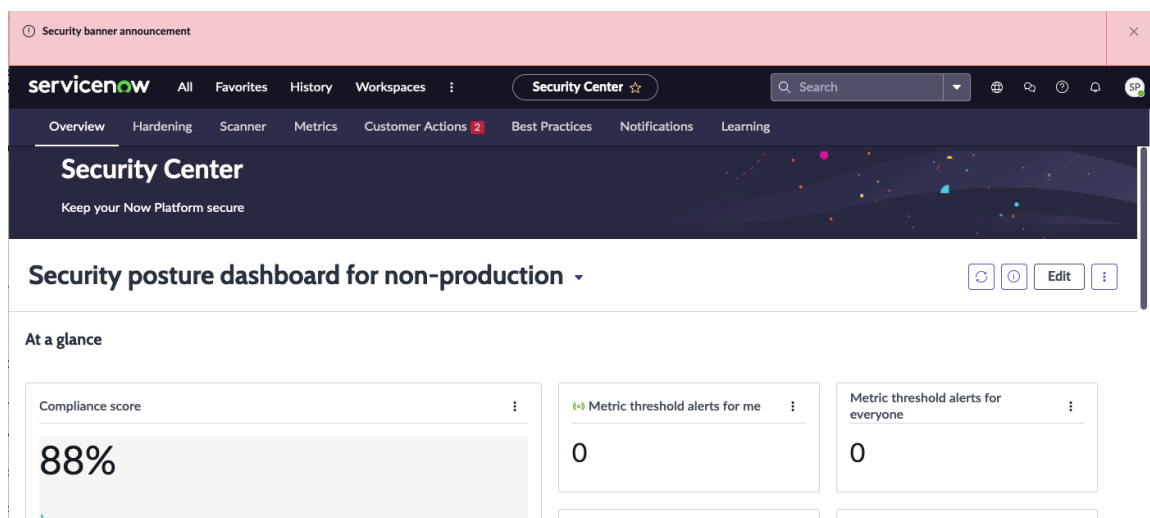 Security banner announcement
servicenow All Favorites History Workspaces Security Center Search SP
Overview Hardening Scanner Metrics Customer Actions 2 Best Practices Notifications Learning
Security Center
Keep your Now Platform secure
Security posture dashboard for non-production Edit
At a glance
Compliance score
88%
Metric threshold alerts for me
0
Metric threshold alerts for
everyone
0